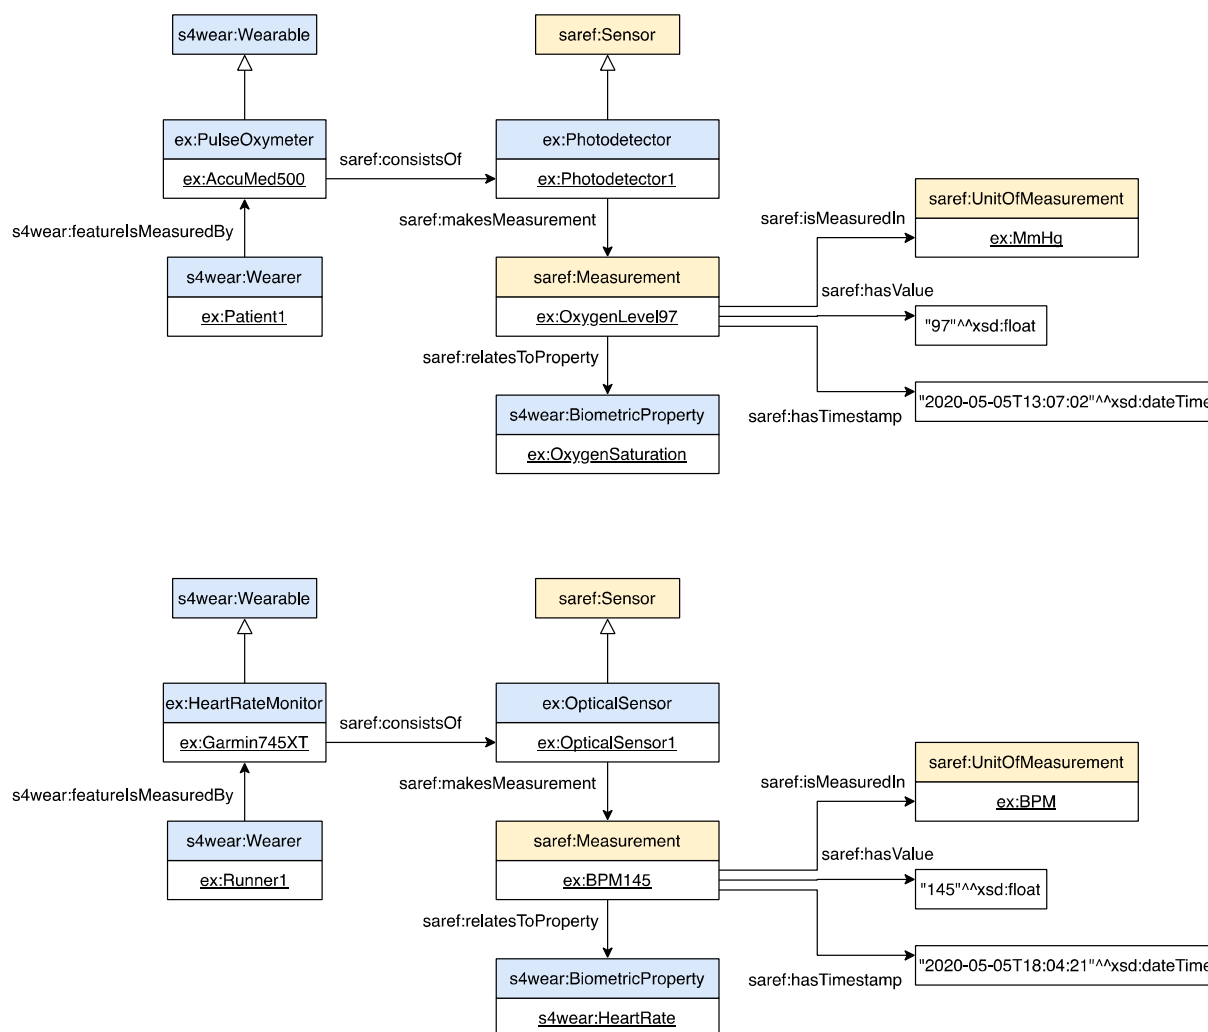 s4wear:Wearable
saref:Sensor
ex:PulseOxymeter
ex:AccuMed500
saref:consistsOf
ex:Photodetector
ex:Photodetector1
s4wear:featureIsMeasuredBy
saref:makesMeasurement
saref:isMeasuredIn
saref:UnitOfMeasurement
ex:MmHg
s4wear:Wearer
ex:Patient1
saref:Measurement
ex:OxygenLevel97
saref:hasValue
"97"^^xsd:float
saref:relatesToProperty
saref:hasTimestamp
"2020-05-05T13:07:02"^^xsd:dateTime
s4wear:BiometricProperty
ex:OxygenSaturation
s4wear:Wearable
saref:Sensor
ex:HeartRateMonitor
ex:Garmin745XT
saref:consistsOf
ex:OpticalSensor
ex:OpticalSensor1
s4wear:featureIsMeasuredBy
saref:makesMeasurement
saref:isMeasuredIn
saref:UnitOfMeasurement
ex:BPM
s4wear:Wearer
ex:Runner1
saref:Measurement
ex:BPM145
saref:hasValue
"145"^^xsd:float
saref:relatesToProperty
saref:hasTimestamp
"2020-05-05T18:04:21"^^xsd:dateTime
s4wear:BiometricProperty
s4wear:HeartRate